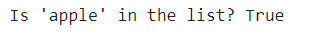 Is 'apple' in the list? True